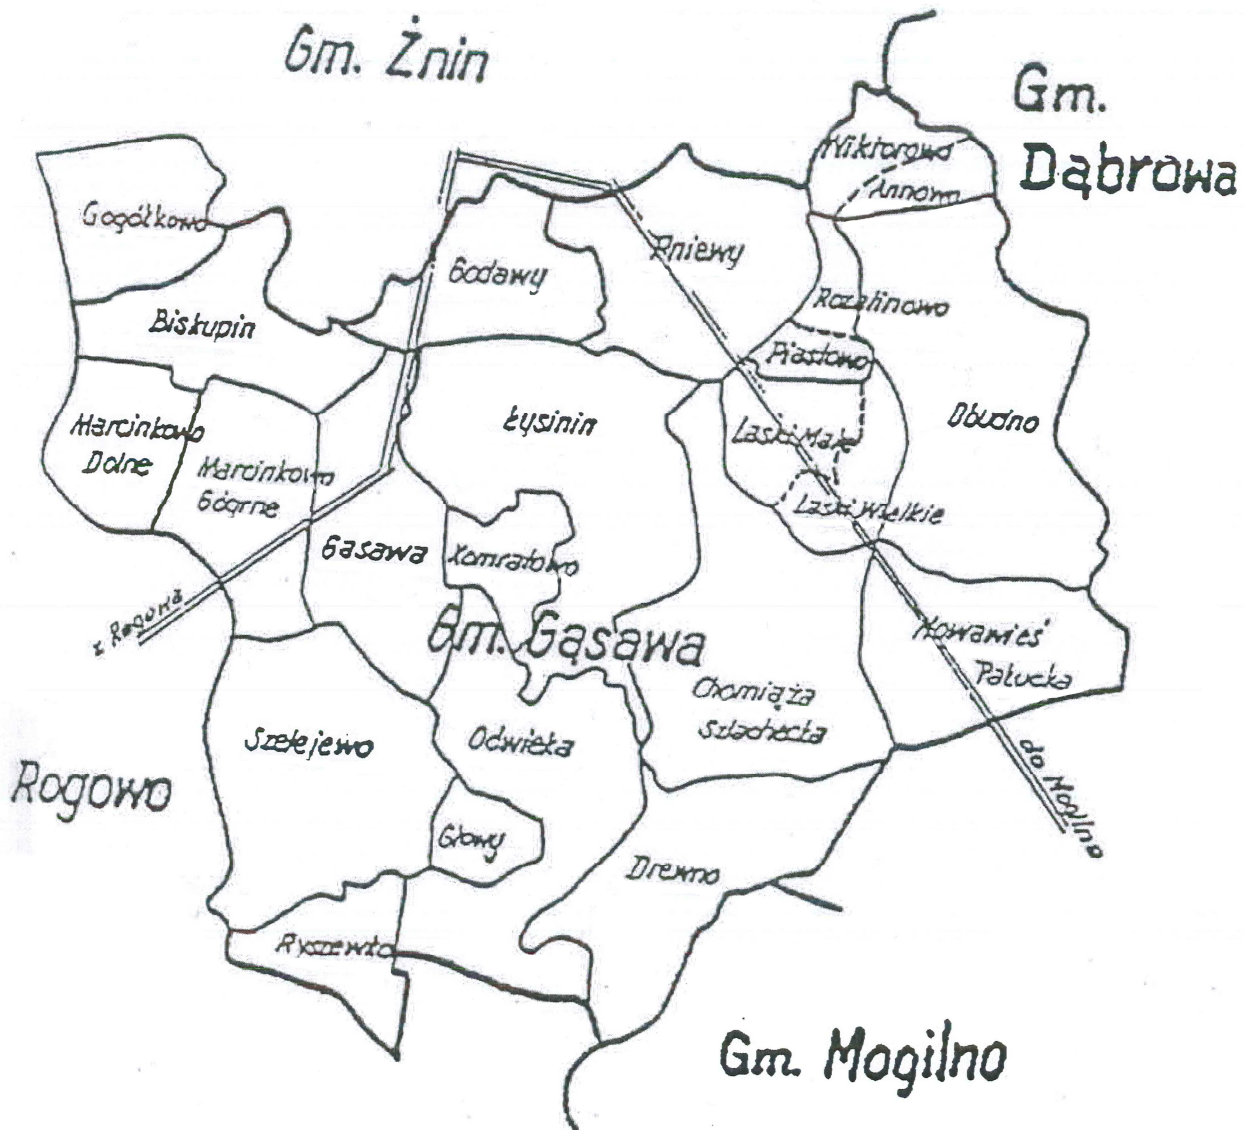 Gm. Żnin
Gm.
Dąbrowa
Wiktorowo
Annowo
Gogółkowo
Pniewy
Godawy
Rozalinowo
Biskupin
Piastowo
Obudno
Łysinin
Marcinkowo
Dolne
Laski Małe
Marcinkowo
Górne
Laski Wielkie
Gąsawa
Komratowo
z Rogowa
Gm. Gąsawa
Nowawieś
Pałucka
Chomiąża
Szlachecka
Szelejewo
Odwieka
do Mogilna
Rogowo
Głowy
Drewno
Ryszewko
Gm. Mogilno